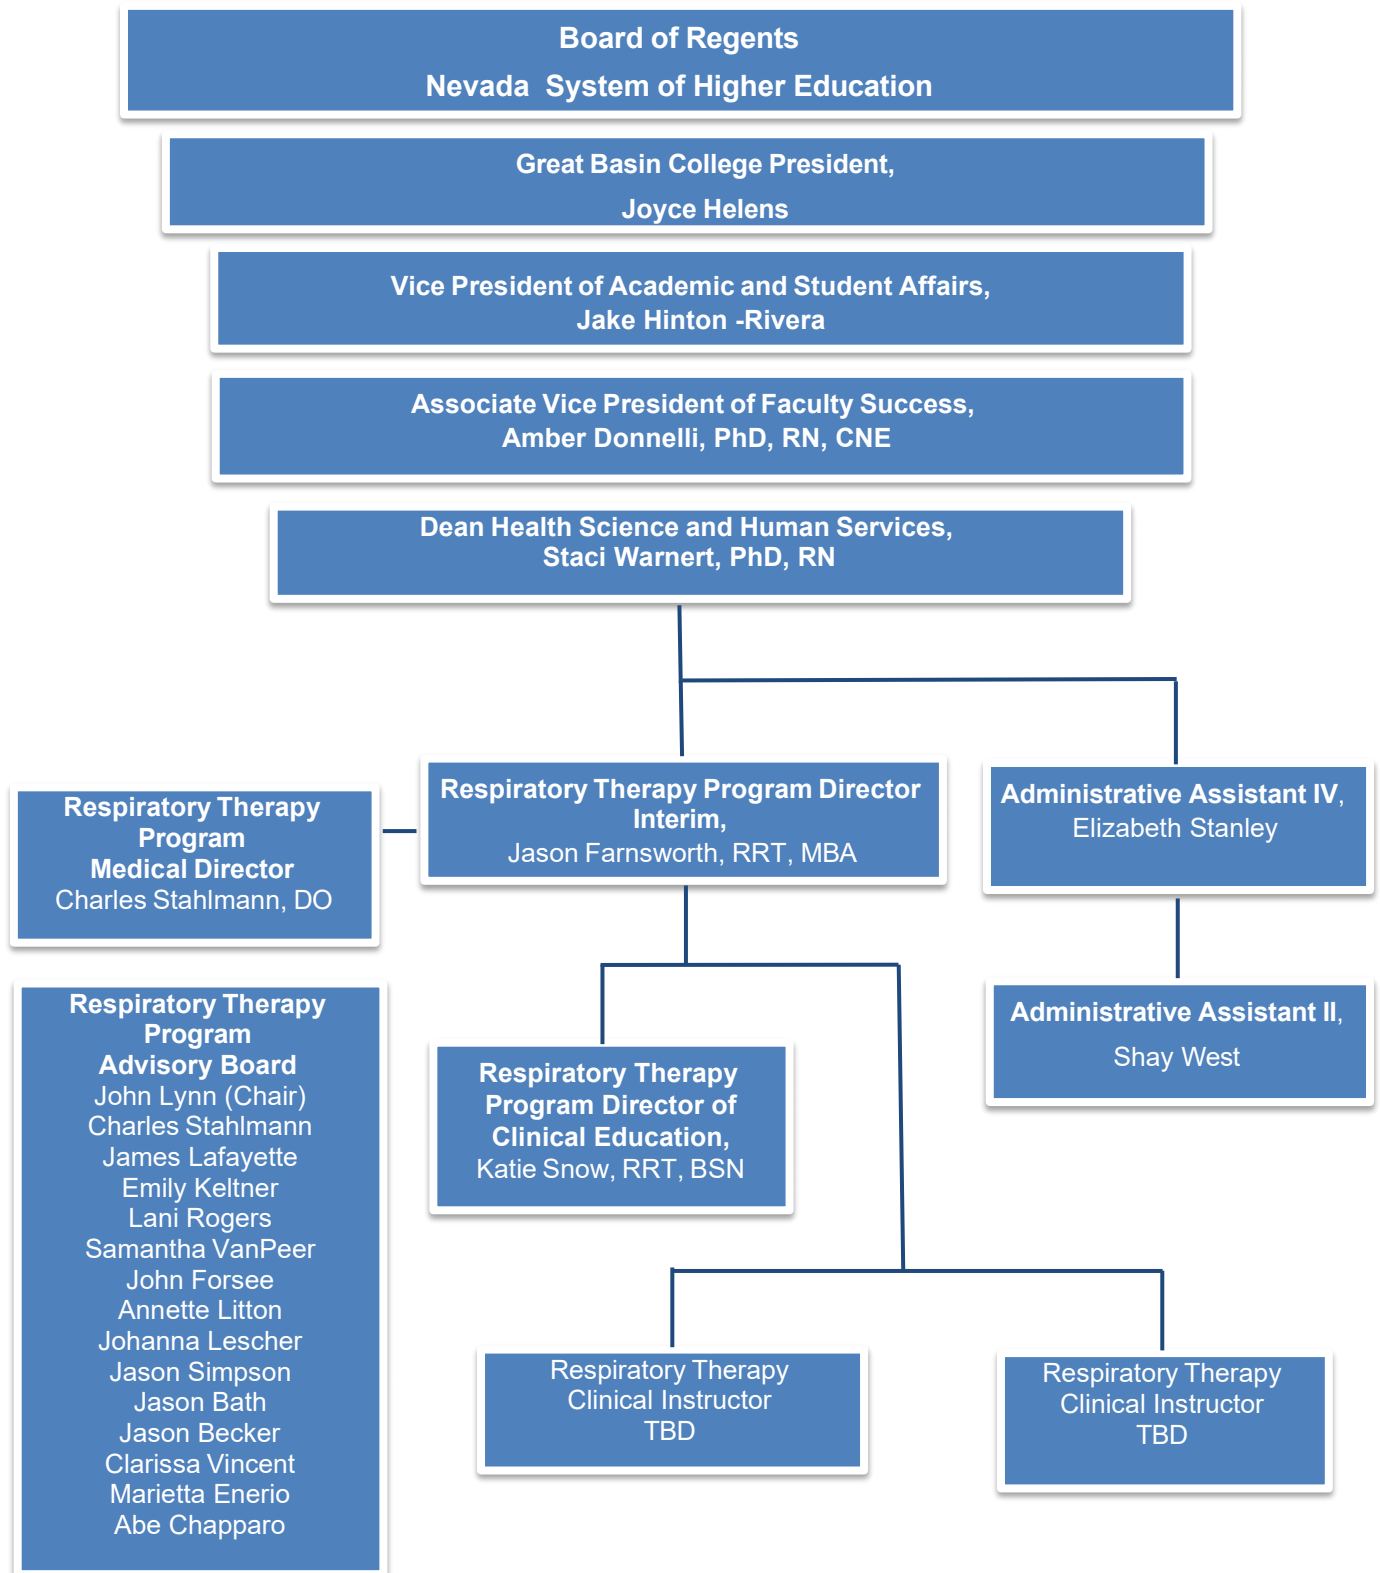 Board of Regents
Nevada System of Higher Education
Great Basin College President,
Joyce Helens
Vice President of Academic and Student Affairs,
Jake Hinton -Rivera
Associate Vice President of Faculty Success,
Amber Donnelli, PhD, RN, CNE
Dean Health Science and Human Services,
Staci Warnert, PhD, RN
Respiratory Therapy
Program
Medical Director
Charles Stahlmann, DO
Respiratory Therapy Program Director
Interim,
Jason Farnsworth, RRT, MBA
Administrative Assistant IV,
Elizabeth Stanley
Administrative Assistant II,
Shay West
Respiratory Therapy
Program
Advisory Board
John Lynn (Chair)
Charles Stahlmann
James Lafayette
Emily Keltner
Lani Rogers
Samantha VanPeer
John Forsee
Annette Litton
Johanna Lescher
Jason Simpson
Jason Bath
Jason Becker
Clarissa Vincent
Marietta Enerio
Abe Chapparo
Respiratory Therapy
Program Director of
Clinical Education,
Katie Snow, RRT, BSN
Respiratory Therapy
Clinical Instructor
TBD
Respiratory Therapy
Clinical Instructor
TBD